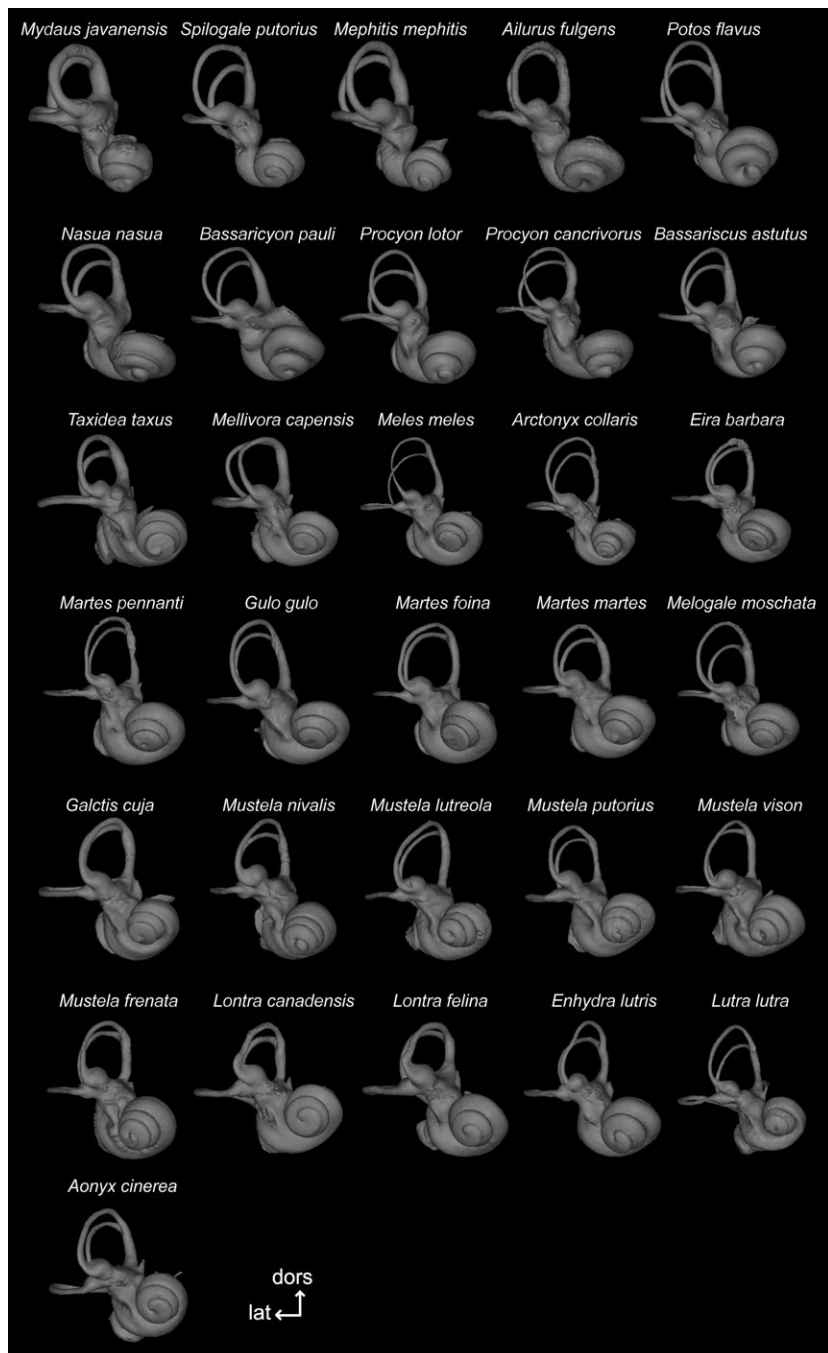 Mydaus javanensis Spilogale putorius Mephitis mephitis Ailurus fulgens Potos flavus
Nasua nasua Bassaricyon pauli Procyon lotor Procyon cancrivorus Bassariscus astutus
Taxidea taxus Mellivora capensis Meles meles Arctonyx collaris Eira barbara
Martes pennanti Gulo gulo Martes foina Martes martes Melogale moschata
Galctis cuja Mustela nivalis Mustela lutreola Mustela putorius Mustela vison
Mustela frenata Lontra canadensis Lontra felina Enhydra lutris Lutra lutra
Aonyx cinerea
dors
lat